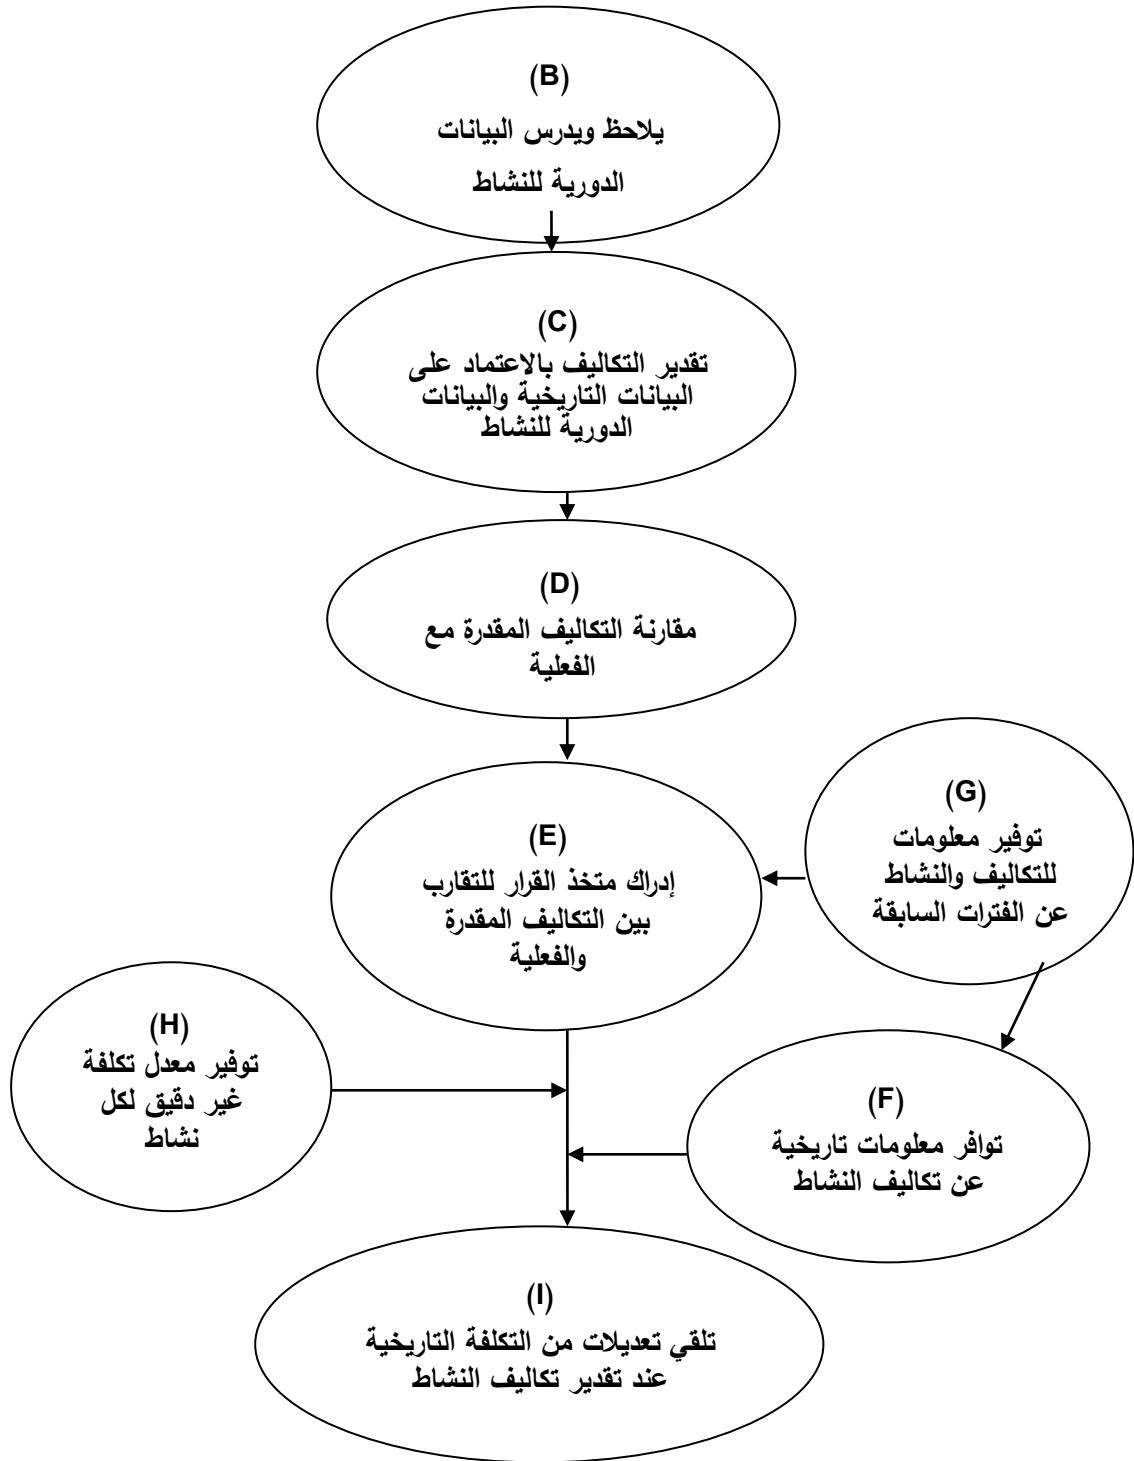 (B)
يلاحظ ويدرس البيانات
الدورية للنشاط
(C)
تقدير التكاليف بالاعتماد على
البيانات التاريخية والبيانات
الدورية للنشاط
(D)
مقارنة التكاليف المقدرة مع
الفعلية
(G)
توفير معلومات
للتكاليف والنشاط
عن الفترات السابقة
(E)
إدراك متخذ القرار للتقارب
بين التكاليف المقدرة
والفعلية
(H)
توفير معدل تكلفة
غير دقيق لكل
نشاط
(F)
توافر معلومات تاريخية
عن تكاليف النشاط
(I)
تلقي تعديلات من التكلفة التاريخية
عند تقدير تكاليف النشاط